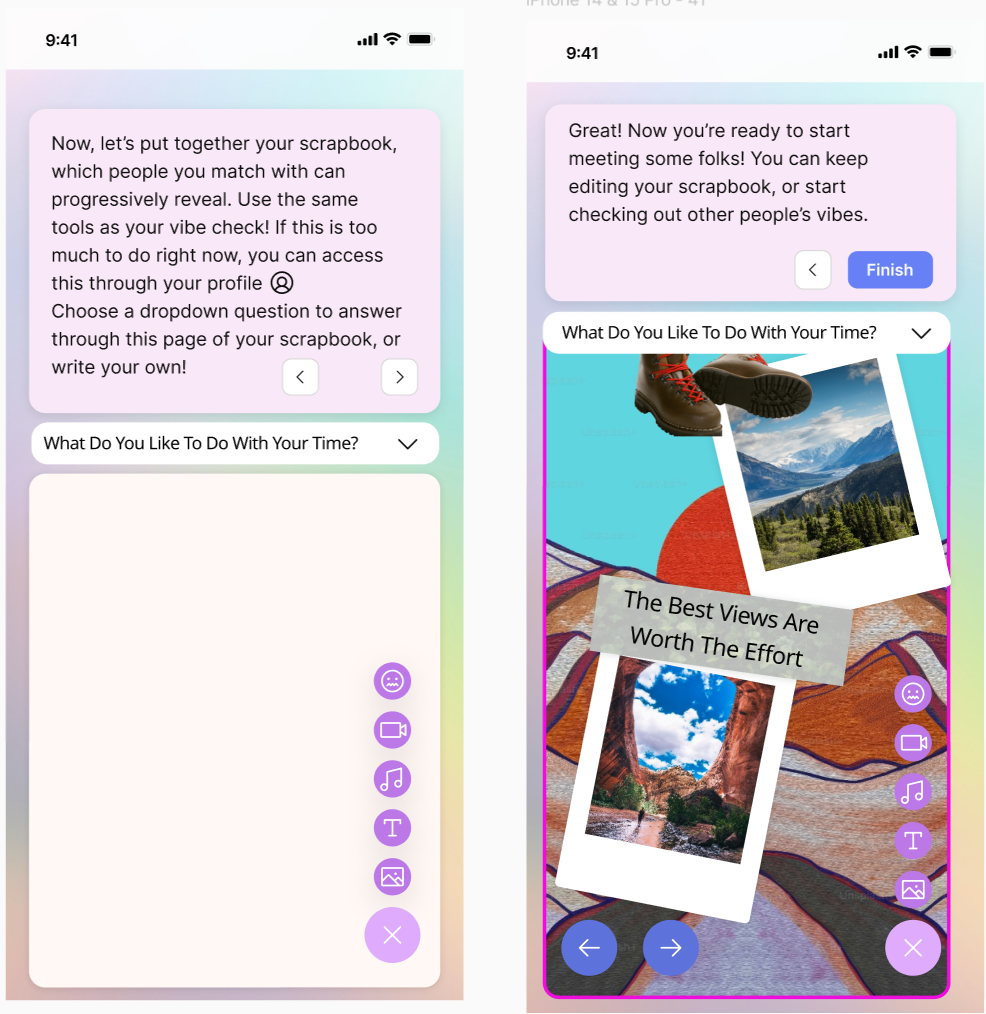 iPhone 14 & 15 Pro - 41
9:41
Now, let’s put together your scrapbook,
which people you match with can
progressively reveal. Use the same
tools as your vibe check! If this is too
much to do right now, you can access
this through your profile
Choose a dropdown question to answer
through this page of your scrapbook, or
write your own!
What Do You Like To Do With Your Time?
T
9:41
Great! Now you’re ready to start
meeting some folks! You can keep
editing your scrapbook, or start
checking out other people’s vibes.
Finish
What Do You Like To Do With Your Time?
The Best Views Are
Worth The Effort
T